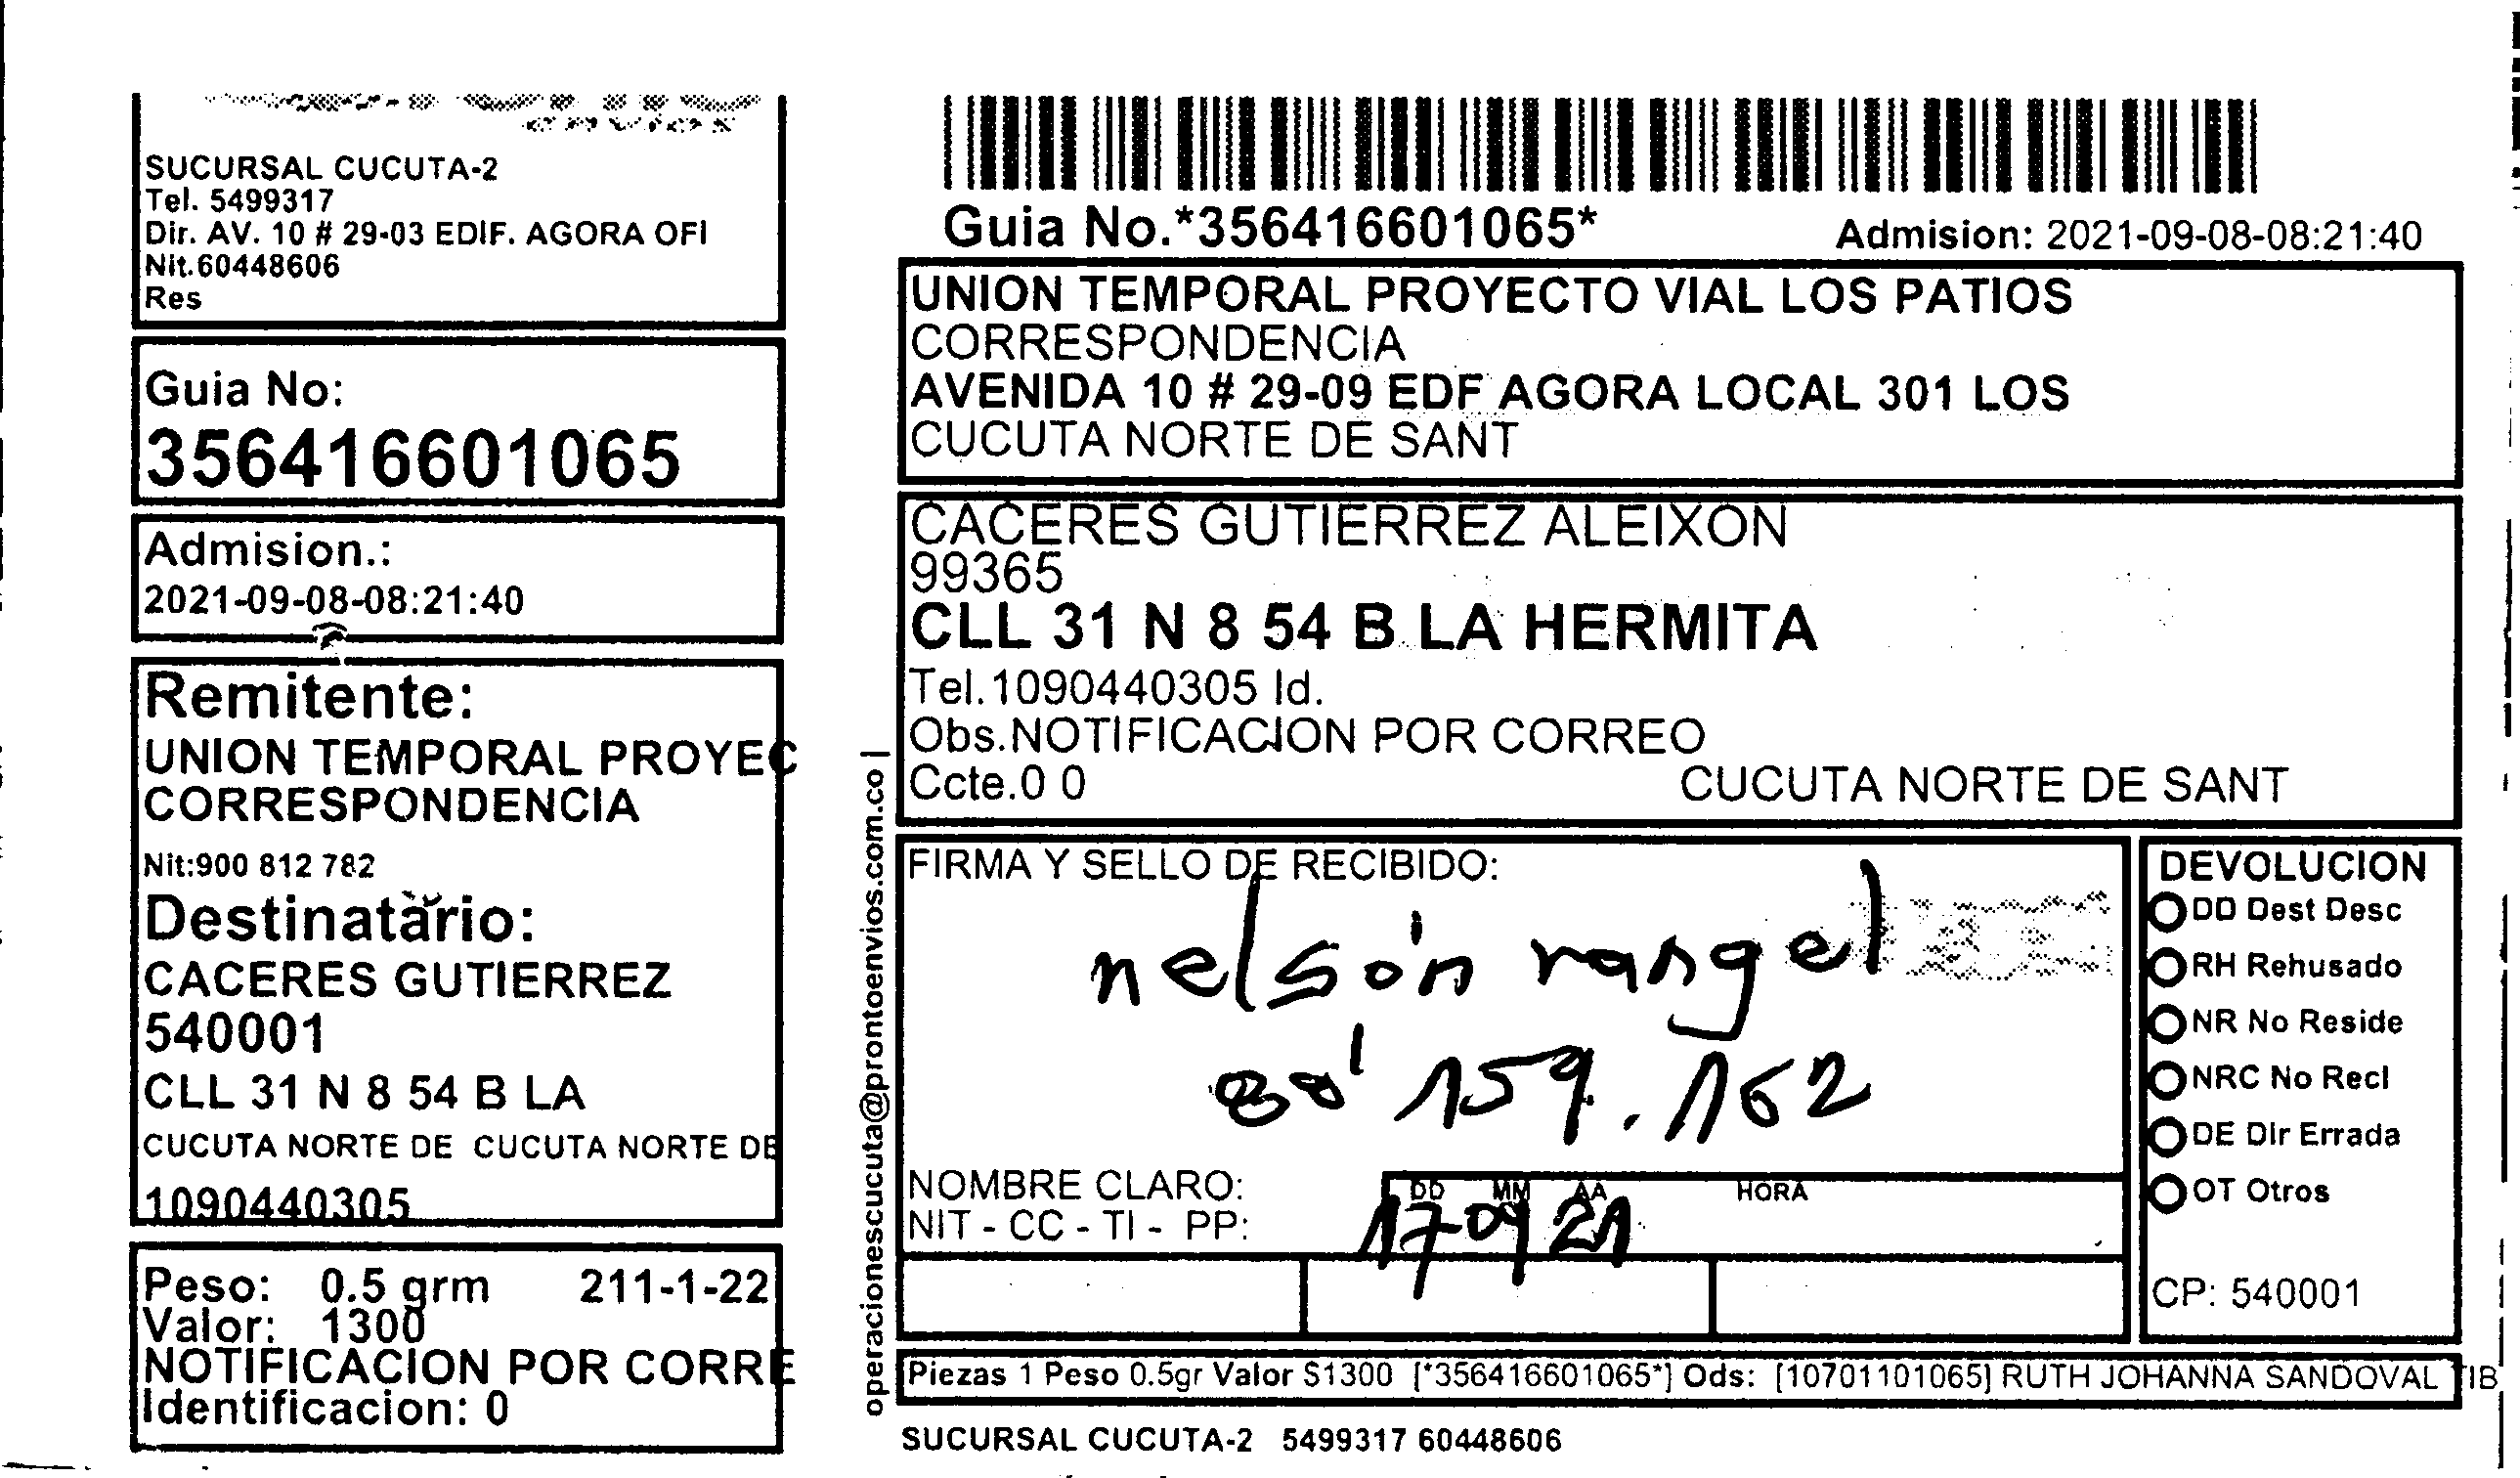 SUCURSAL CUCUTA-2
Tel. 5499317
Dir. AV. 10 # 29-03 EDIF. AGORA OFI
Nit.60448606
Res
Guia No:
356416601065
Admision.:
2021-09-08-08:21:40
Remitente:
UNION TEMPORAL PROYEC
CORRESPONDENCIA
Nit:900 812 782
Destinatario:
CACERES GUTIERREZ
540001
CLL 31 N 8 54 B LA
CUCUTA NORTE DE CUCUTA NORTE DE
1090440305
Peso: 0.5 grm 211-1-22
Valor: 1300
NOTIFICACION POR CORRE
Identificacion: 0
operacionescucuta@prontoenvios.com.co |
Guia No.*356416601065* Admision: 2021-09-08-08:21:40
UNION TEMPORAL PROYECTO VIAL LOS PATIOS
CORRESPONDENCIA
AVENIDA 10 # 29-09 EDF AGORA LOCAL 301 LOS
CUCUTA NORTE DE SANT
CACERES GUTIERREZ ALEIXON
99365
CLL 31 N 8 54 B LA HERMITA
Tel.1090440305 Id.
Obs.NOTIFICACION POR CORREO
Ccte.0 0 CUCUTA NORTE DE SANT
FIRMA Y SELLO DE RECIBIDO:
nelson rangel
88'159.162
NOMBRE CLARO:
NIT - CC - TI - PP:
DD MM AA HORA
17 09 21
DEVOLUCION
DD Dest Desc
RH Rehusado
NR No Reside
NRC No Recl
DE Dir Errada
OT Otros
CP: 540001
Piezas 1 Peso 0.5gr Valor $1300 [*356416601065*] Ods: [10701101065] RUTH JOHANNA SANDOVAL TIB
SUCURSAL CUCUTA-2 5499317 60448606